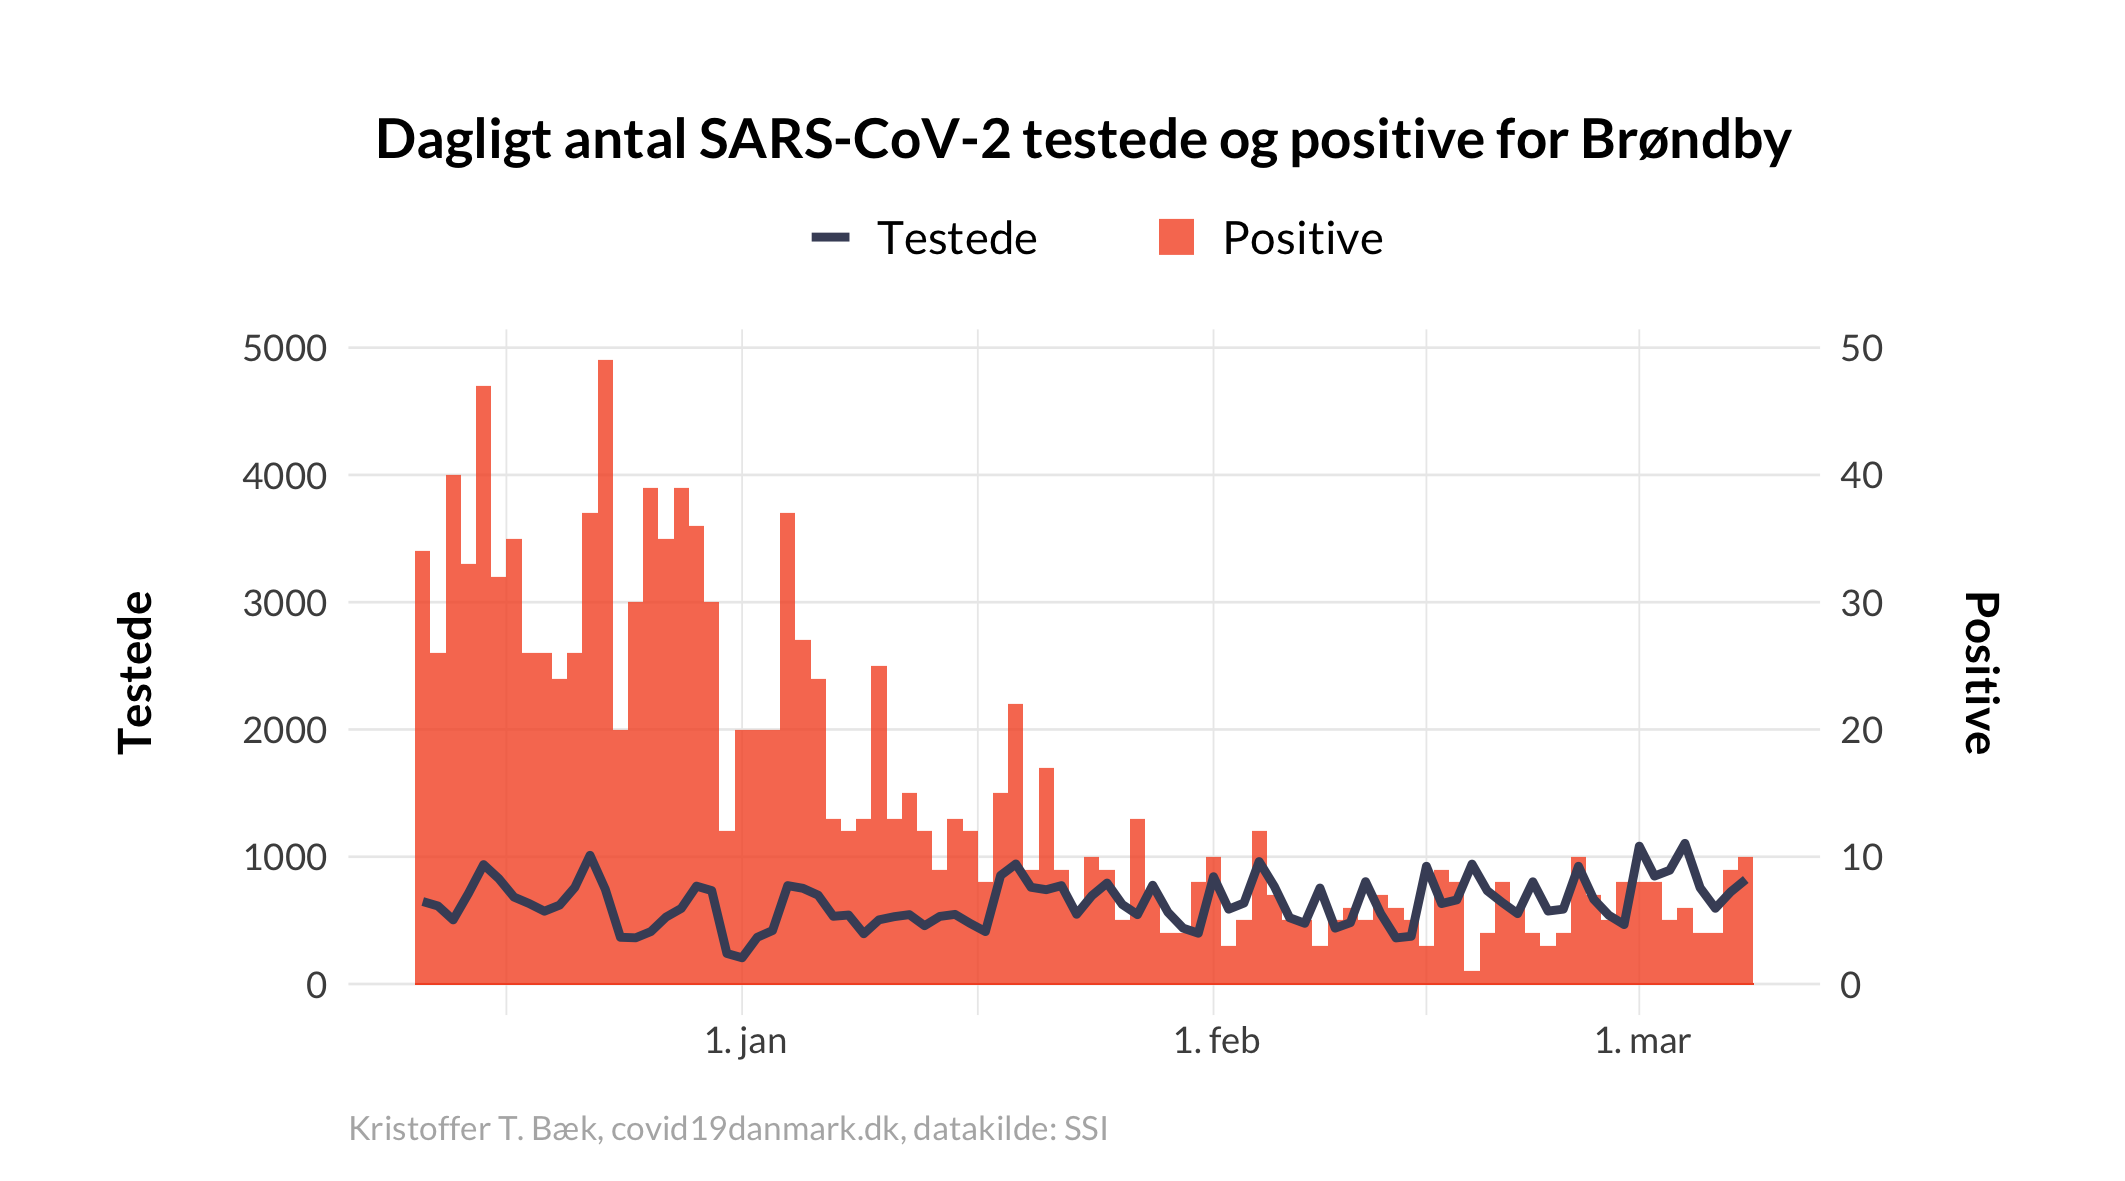 Dagligt antal SARS-CoV-2 testede og positive for Brøndby
Testede
Positive
5000
4000
3000
2000
1000
0
Testede
50
40
30
20
10
0
Positive
1. jan
1. feb
1. mar
Kristoffer T. Bæk, covid19danmark.dk, datakilde: SSI